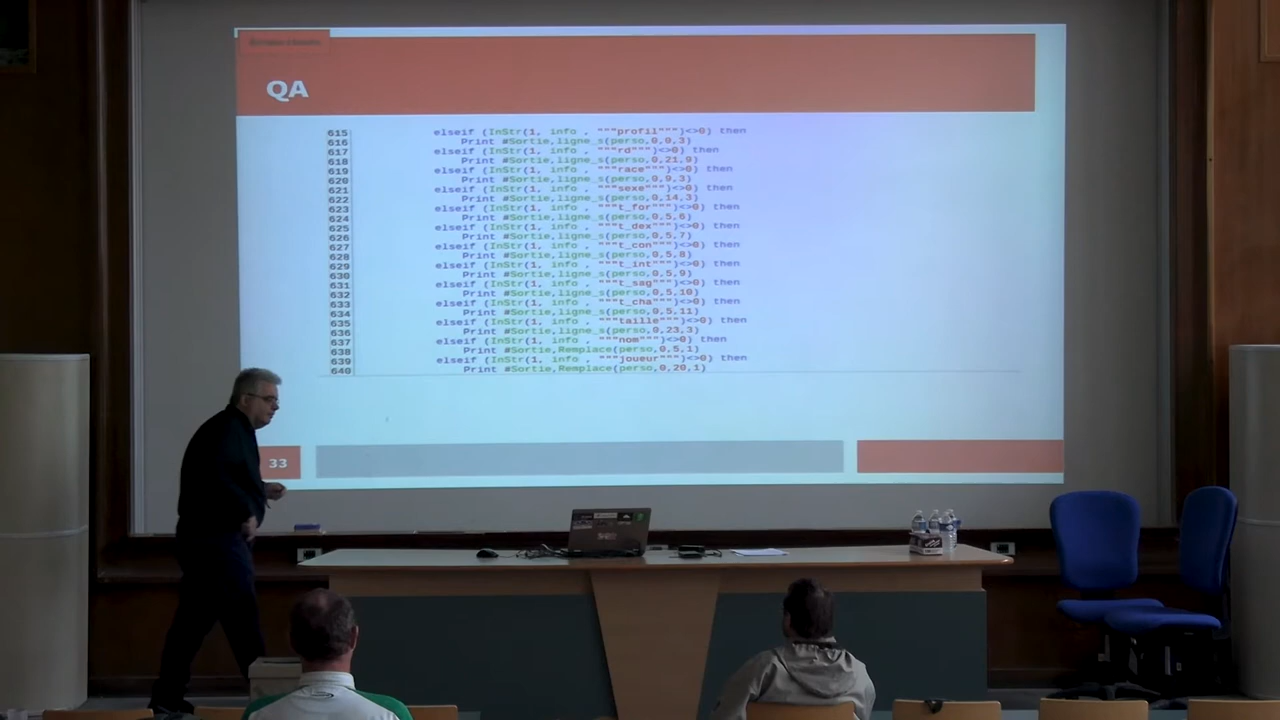 QA
615 elseif (InStr(1, info , """profil""")<>0) then
616 Print #Sortie,ligne_s(perso,0,0,3)
617 elseif (InStr(1, info , """rd""")<>0) then
618 Print #Sortie,ligne_s(perso,0,21,9)
619 elseif (InStr(1, info , """race""")<>0) then
620 Print #Sortie,ligne_s(perso,0,9,3)
621 elseif (InStr(1, info , """sexe""")<>0) then
622 Print #Sortie,ligne_s(perso,0,14,3)
623 elseif (InStr(1, info , """t_for""")<>0) then
624 Print #Sortie,ligne_s(perso,0,5,6)
625 elseif (InStr(1, info , """t_dex""")<>0) then
626 Print #Sortie,ligne_s(perso,0,5,7)
627 elseif (InStr(1, info , """t_con""")<>0) then
628 Print #Sortie,ligne_s(perso,0,5,8)
629 elseif (InStr(1, info , """t_int""")<>0) then
630 Print #Sortie,ligne_s(perso,0,5,9)
631 elseif (InStr(1, info , """t_sag""")<>0) then
632 Print #Sortie,ligne_s(perso,0,5,10)
633 elseif (InStr(1, info , """t_cha""")<>0) then
634 Print #Sortie,ligne_s(perso,0,5,11)
635 elseif (InStr(1, info , """taille""")<>0) then
636 Print #Sortie,ligne_s(perso,0,23,3)
637 elseif (InStr(1, info , """nom""")<>0) then
638 Print #Sortie,Remplace(perso,0,5,1)
639 elseif (InStr(1, info , """joueur""")<>0) then
640 Print #Sortie,Remplace(perso,0,20,1)
33